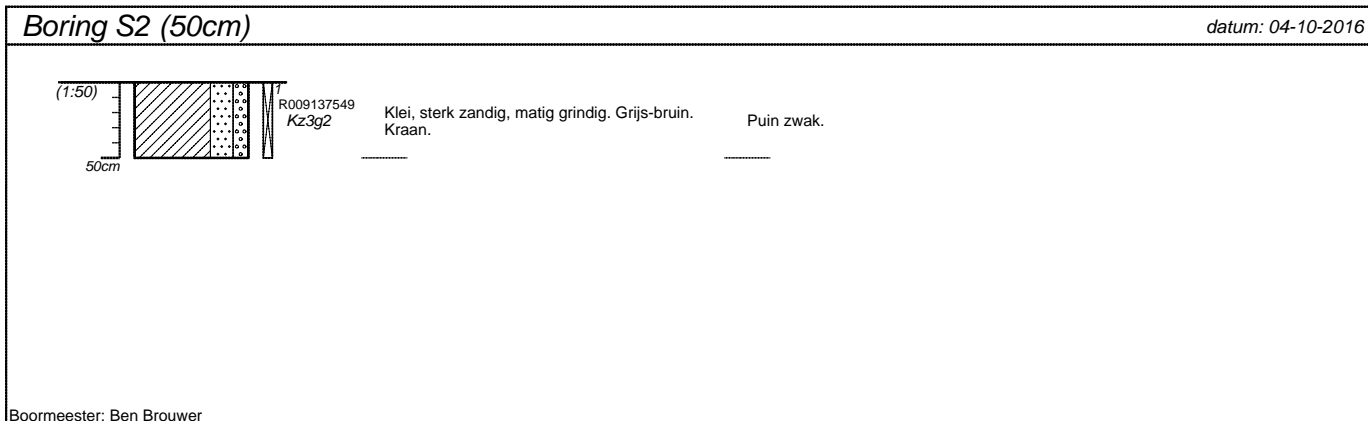 Boring S2 (50cm)
datum: 04-10-2016
(1:50)
1
R009137549
Kz3g2
Klei, sterk zandig, matig grindig. Grijs-bruin.
Kraan.
Puin zwak.
50cm
Boormeester: Ben Brouwer